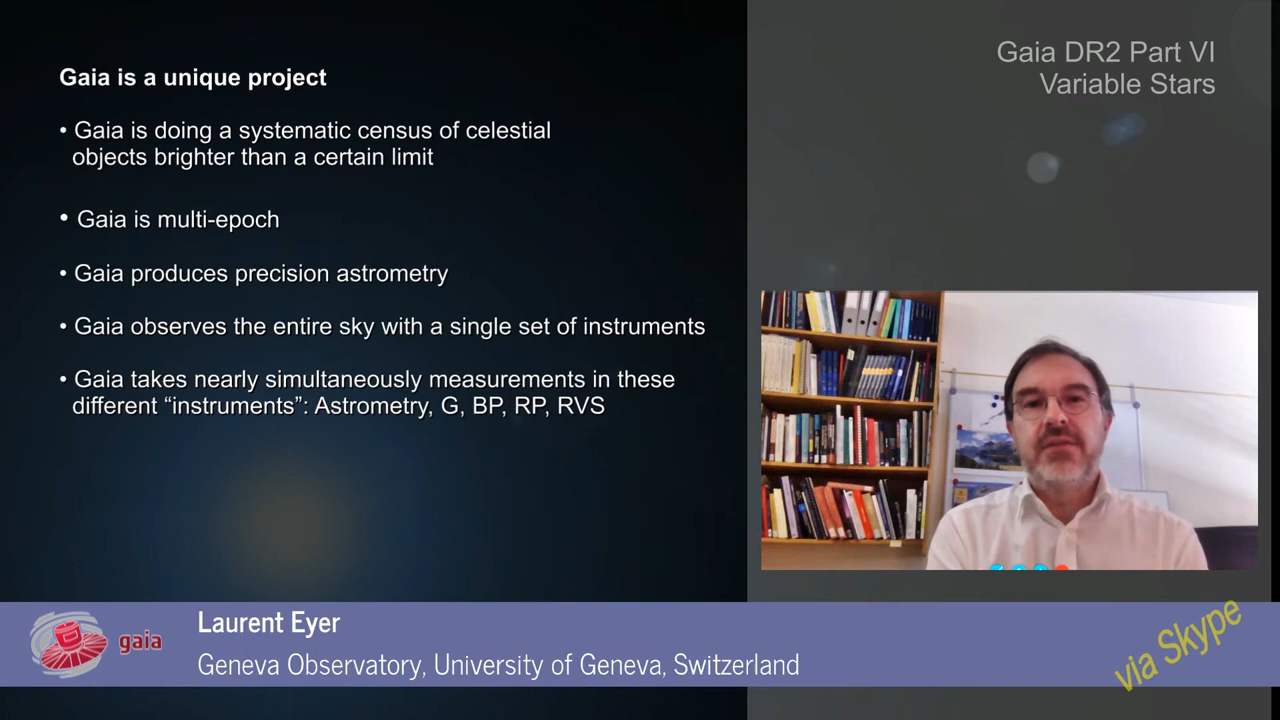 Gaia is a unique project
• Gaia is doing a systematic census of celestial
objects brighter than a certain limit
• Gaia is multi-epoch
• Gaia produces precision astrometry
• Gaia observes the entire sky with a single set of instruments
• Gaia takes nearly simultaneously measurements in these
different “instruments”: Astrometry, G, BP, RP, RVS
Gaia DR2 Part VI
Variable Stars
gaia
Laurent Eyer
Geneva Observatory, University of Geneva, Switzerland
via Skype